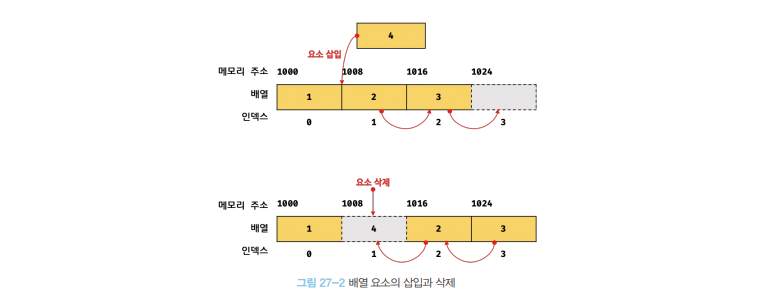 4
요소 삽입
메모리 주소 1000 1008 1016 1024
배열 1 2 3
인덱스 0 1 2 3
요소 삭제
메모리 주소 1000 1008 1016 1024
배열 1 4 2 3
인덱스 0 1 2 3
그림 27-2 배열 요소의 삽입과 삭제